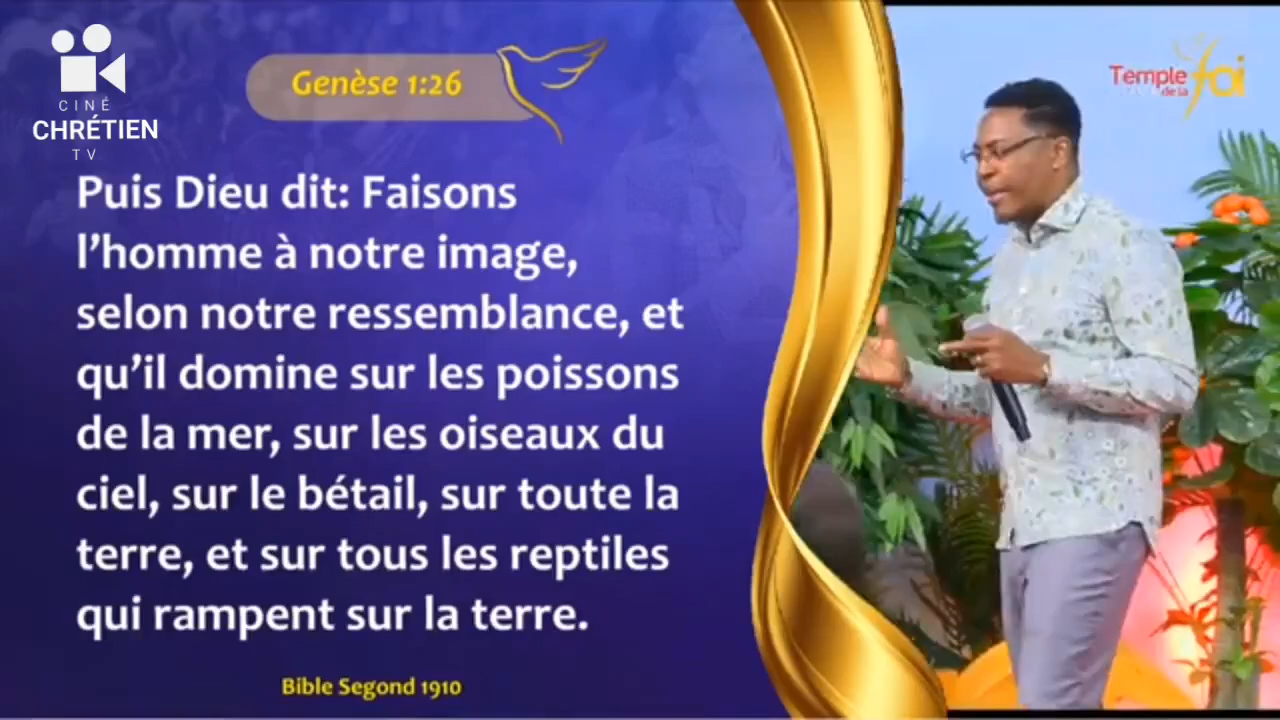 CINÉ
CHRÉTIEN
TV
Genèse 1:26
Puis Dieu dit: Faisons
l’homme à notre image,
selon notre ressemblance, et
qu’il domine sur les poissons
de la mer, sur les oiseaux du
ciel, sur le bétail, sur toute la
terre, et sur tous les reptiles
qui rampent sur la terre.
Bible Segond 1910
Temple
de la foi